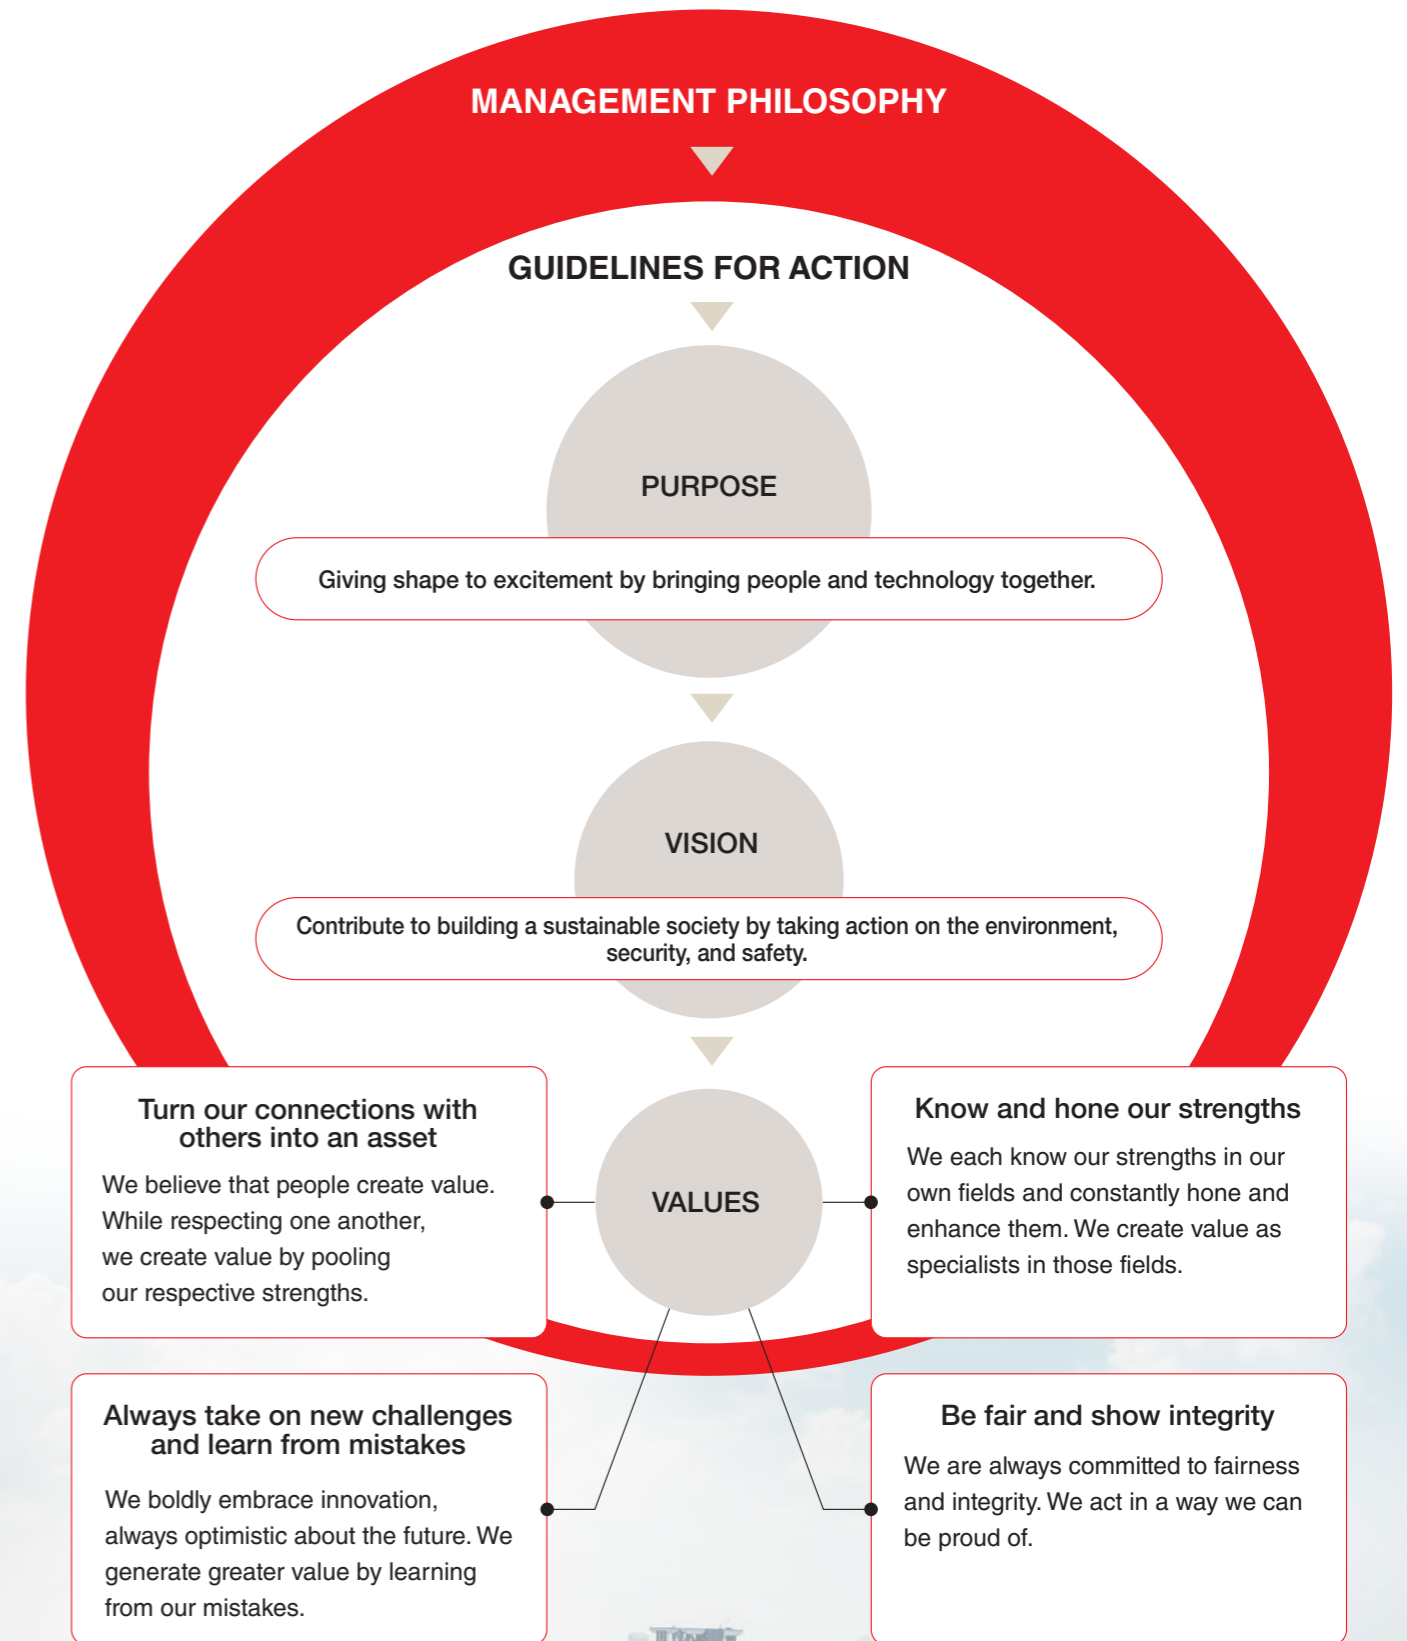 MANAGEMENT PHILOSOPHY
GUIDELINES FOR ACTION
PURPOSE
Giving shape to excitement by bringing people and technology together.
VISION
Contribute to building a sustainable society by taking action on the environment,
security, and safety.
VALUES
Turn our connections with
others into an asset
We believe that people create value.
While respecting one another,
we create value by pooling
our respective strengths.
Know and hone our strengths
We each know our strengths in our
own fields and constantly hone and
enhance them. We create value as
specialists in those fields.
Always take on new challenges
and learn from mistakes
We boldly embrace innovation,
always optimistic about the future. We
generate greater value by learning
from our mistakes.
Be fair and show integrity
We are always committed to fairness
and integrity. We act in a way we can
be proud of.